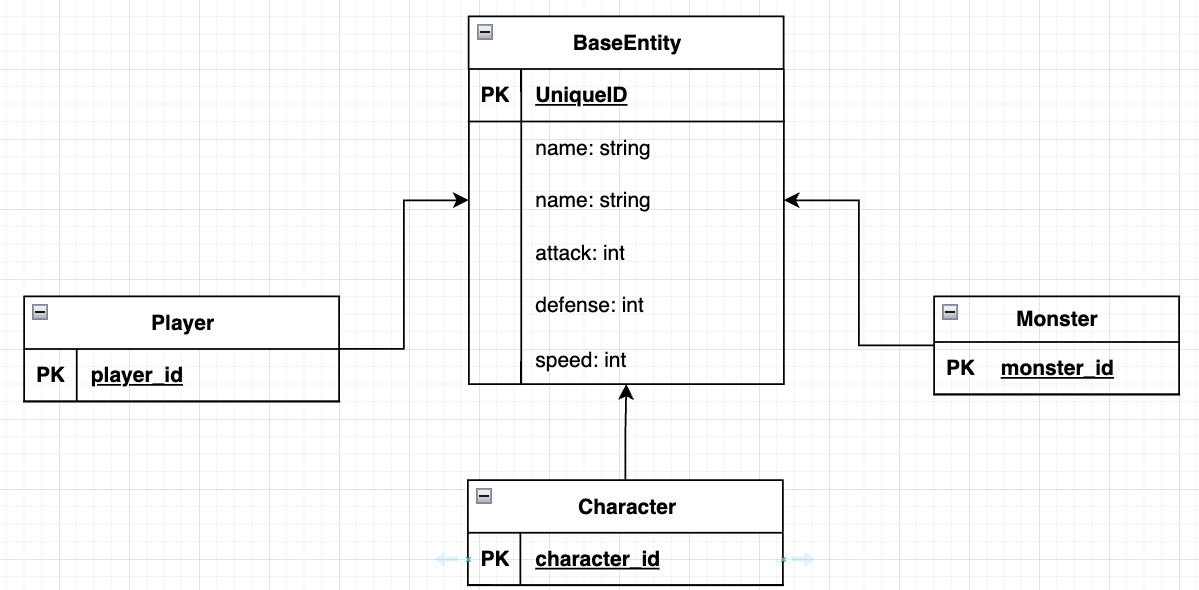 BaseEntity
PK UniqueID
name: string
name: string
attack: int
defense: int
speed: int
Player
PK player_id
Monster
PK monster_id
Character
PK character_id